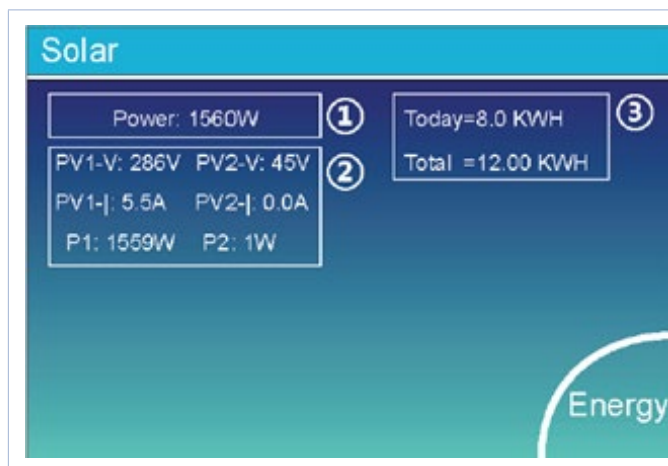 Solar
Power: 1560W ①
PV1-V: 286V PV2-V: 45V ②
PV1-|: 5.5A PV2-|: 0.0A
P1: 1559W P2: 1W
Today=8.0 KWH ③
Total =12.00 KWH
Energy